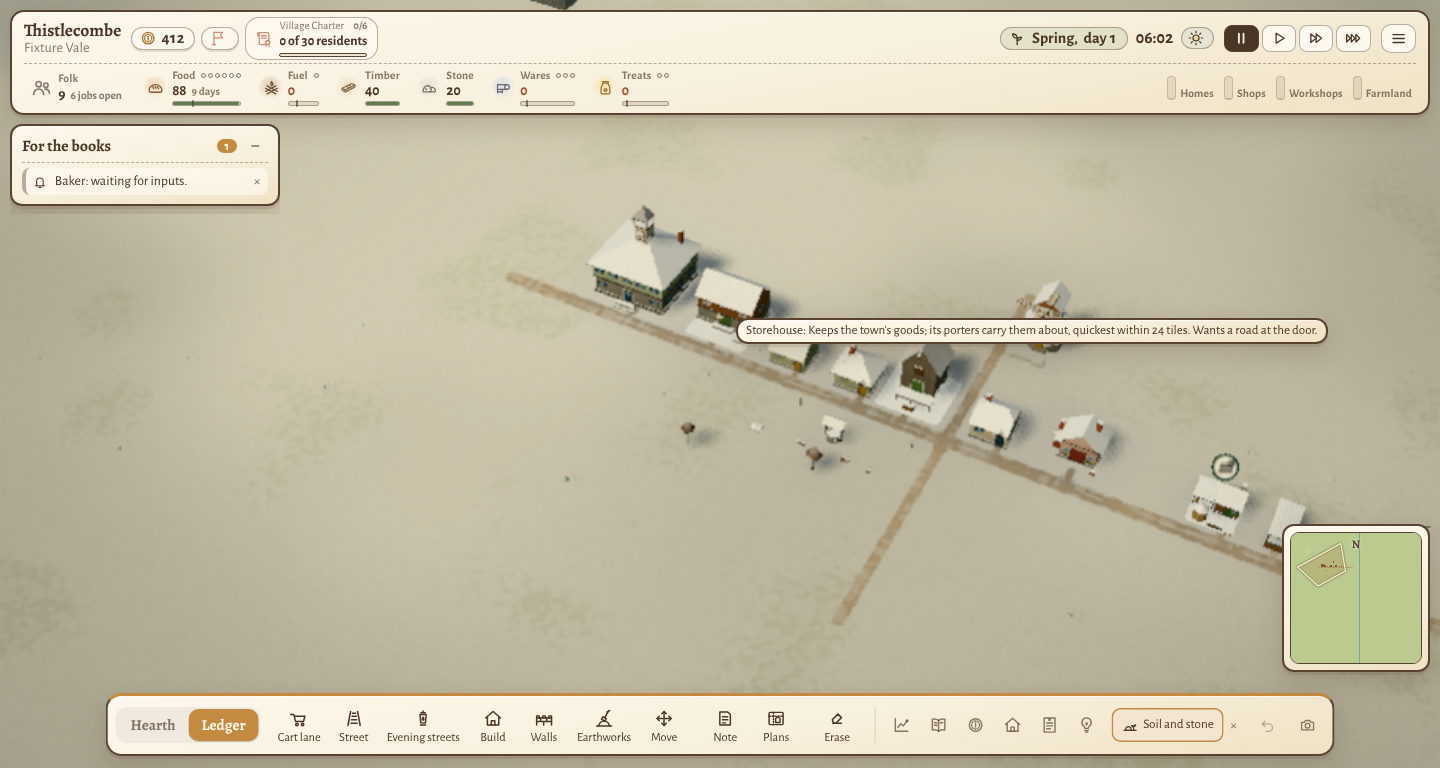 Thistlecombe
Fixture Vale
412
Village Charter 0/6
0 of 30 residents
Spring, day 1
06:02
Folk
9 6 jobs open
Food
88 9 days
Fuel
0
Timber
40
Stone
20
Wares
0
Treats
0
Homes
Shops
Workshops
Farmland
For the books
1
Baker: waiting for inputs.
Storehouse: Keeps the town's goods; its porters carry them about, quickest within 24 tiles. Wants a road at the door.
N
Hearth
Ledger
Cart lane
Street
Evening streets
Build
Walls
Earthworks
Move
Note
Plans
Erase
Soil and stone